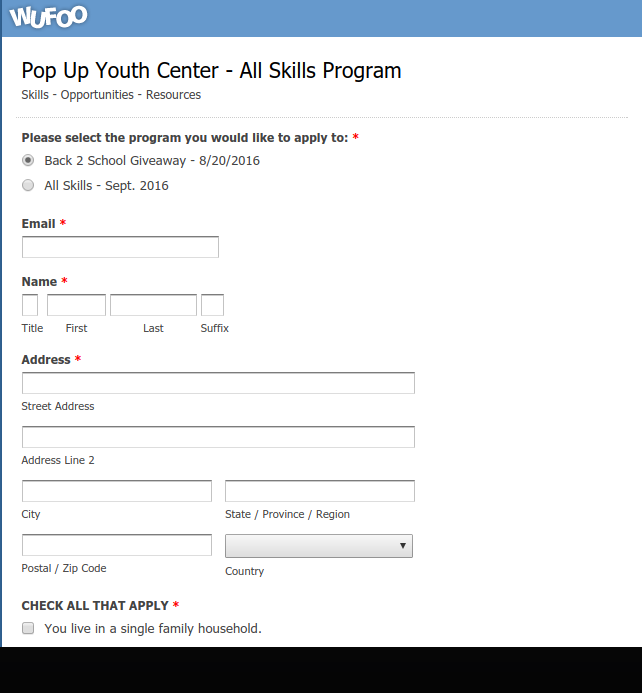 WUFOO
Pop Up Youth Center - All Skills Program
Skills - Opportunities - Resources
Please select the program you would like to apply to: *
Back 2 School Giveaway - 8/20/2016
All Skills - Sept. 2016
Email *
Name *
Title First Last Suffix
Address *
Street Address
Address Line 2
City State / Province / Region
Postal / Zip Code Country
CHECK ALL THAT APPLY *
You live in a single family household.